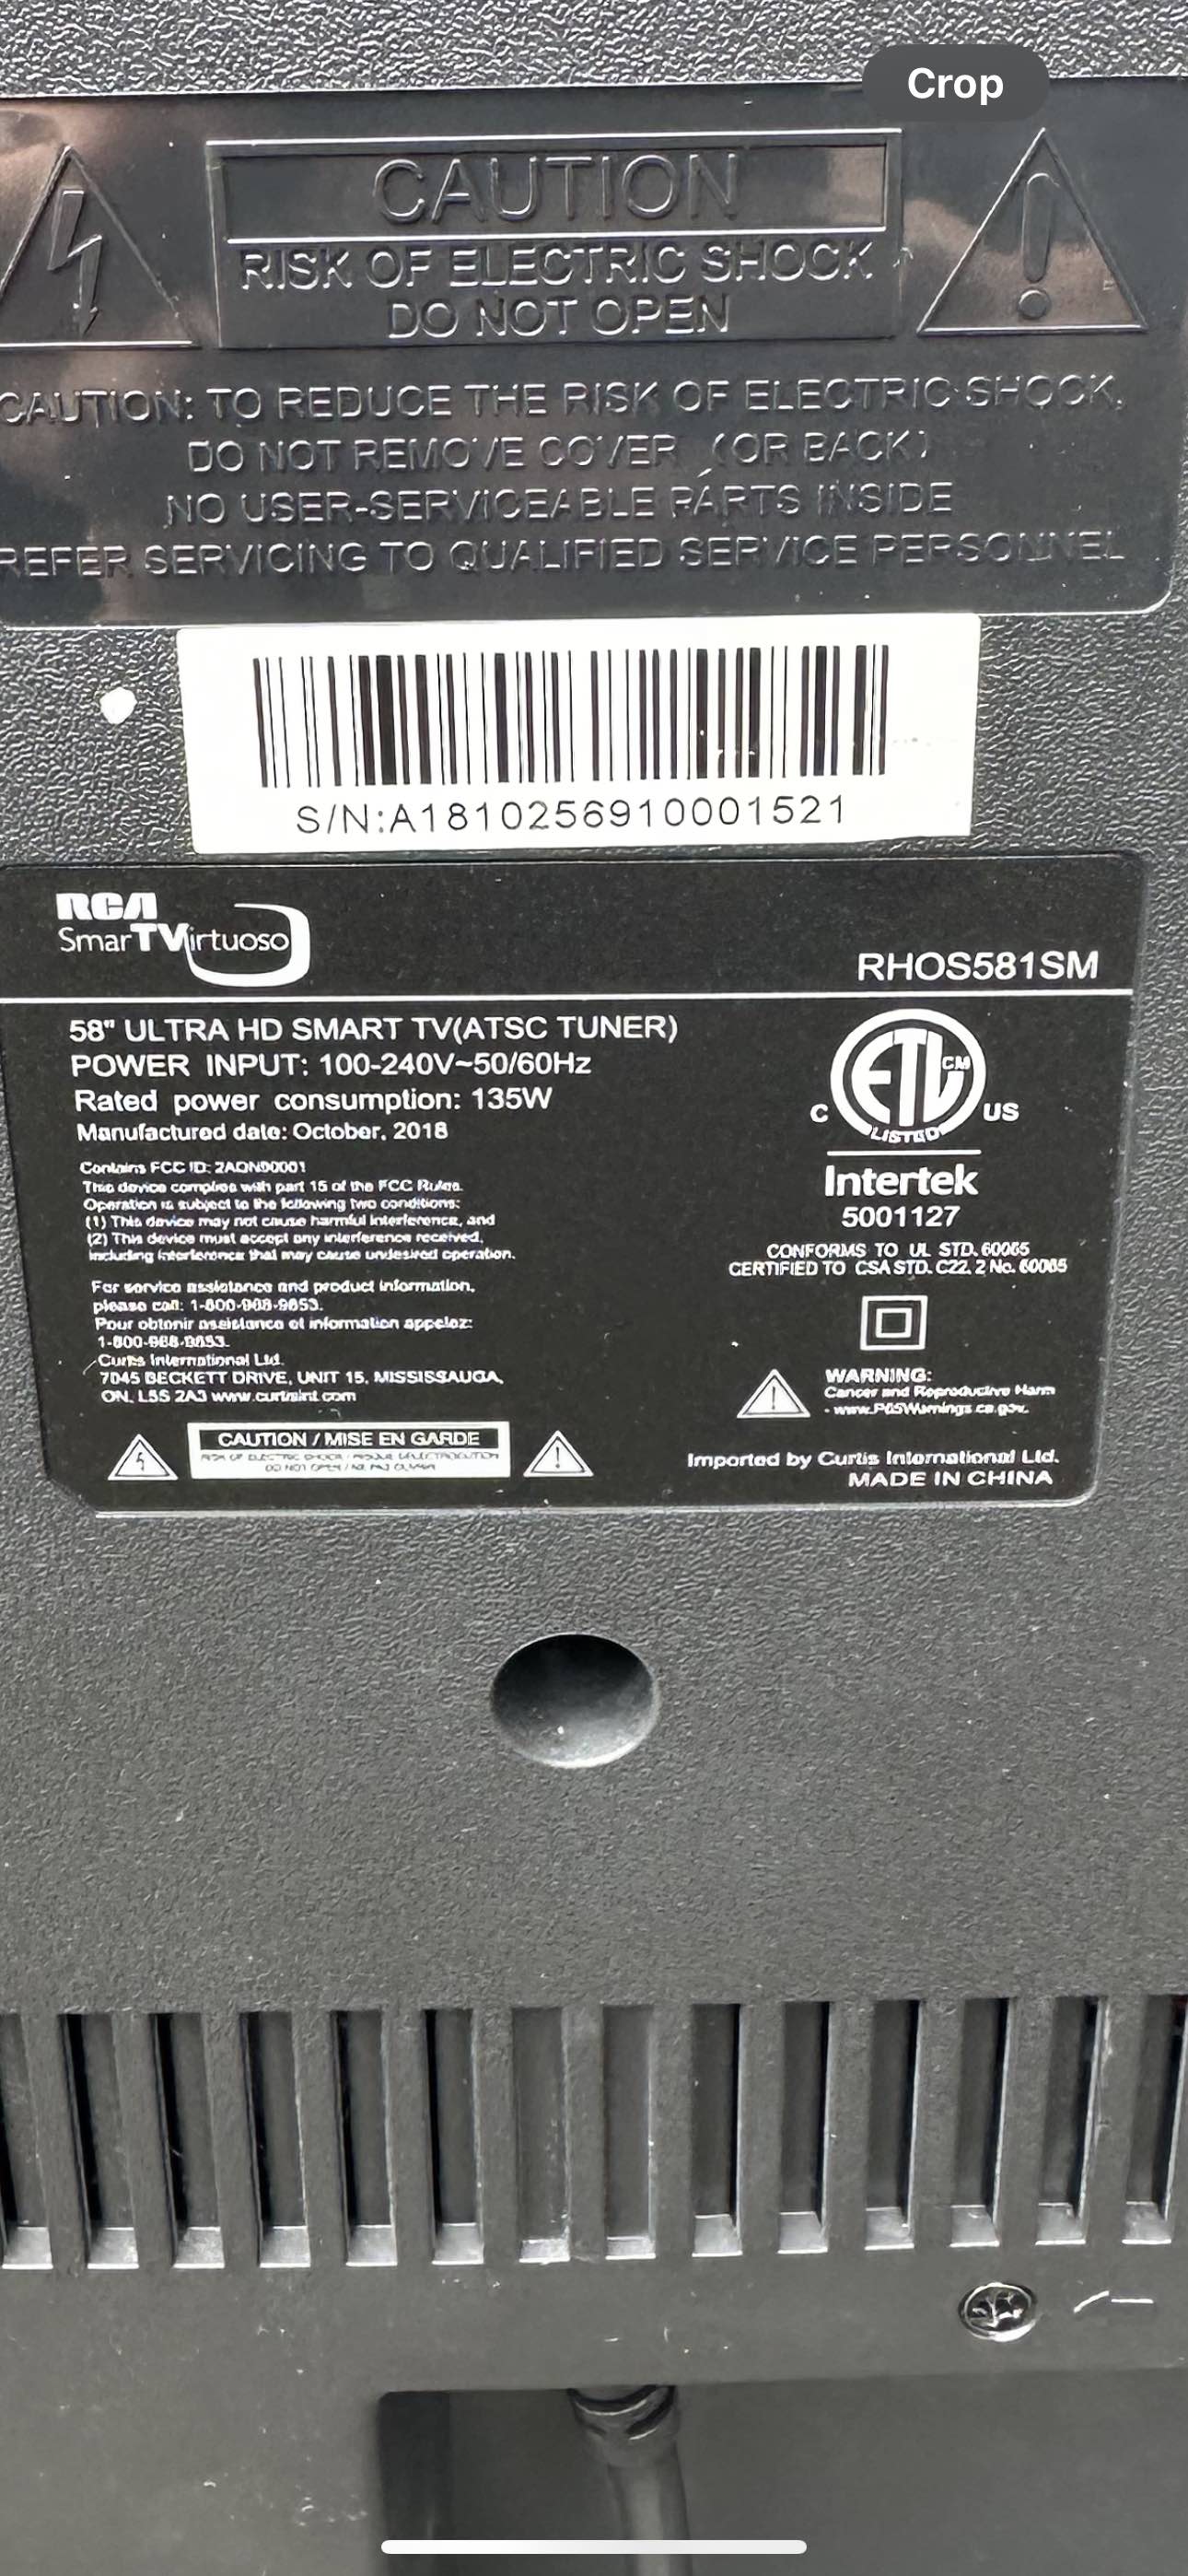 Crop
CAUTION
RISK OF ELECTRIC SHOCK
DO NOT OPEN
CAUTION: TO REDUCE THE RISK OF ELECTRIC SHOCK,
DO NOT REMOVE COVER (OR BACK)
NO USER-SERVICEABLE PARTS INSIDE
REFER SERVICING TO QUALIFIED SERVICE PERSONNEL
S/N:A1810256910001521
RCA
SmarTVirtuoso
RHOS581SM
58" ULTRA HD SMART TV(ATSC TUNER)
POWER INPUT: 100-240V~50/60Hz
Rated power consumption: 135W
Manufactured date: October, 2018
Contains FCC ID:
This device complies with part 15 of the FCC Rules.
Operation is subject to the following two conditions:
(1) This device may not cause harmful interference, and
(2) This device must accept any interference received,
including interference that may cause undesired operation.
For service assistance and product information,
please call:
Pour obtenir assistance et information appelez:
Curtis International Ltd.
7045 BECKETT DRIVE, UNIT 15, MISSISSAUGA,
ON, L5S 2A3 www.curtisint.com
CAUTION / MISE EN GARDE
RISK OF ELECTRIC SHOCK
DO NOT OPEN
ETL CM
C LISTED US
Intertek
5001127
CONFORMS TO UL STD. 60065
CERTIFIED TO CSA STD. C22. 2 No. 60065
WARNING:
Cancer and Reproductive Harm
- www.P65Warnings.ca.gov.
Imported by Curtis International Ltd.
MADE IN CHINA